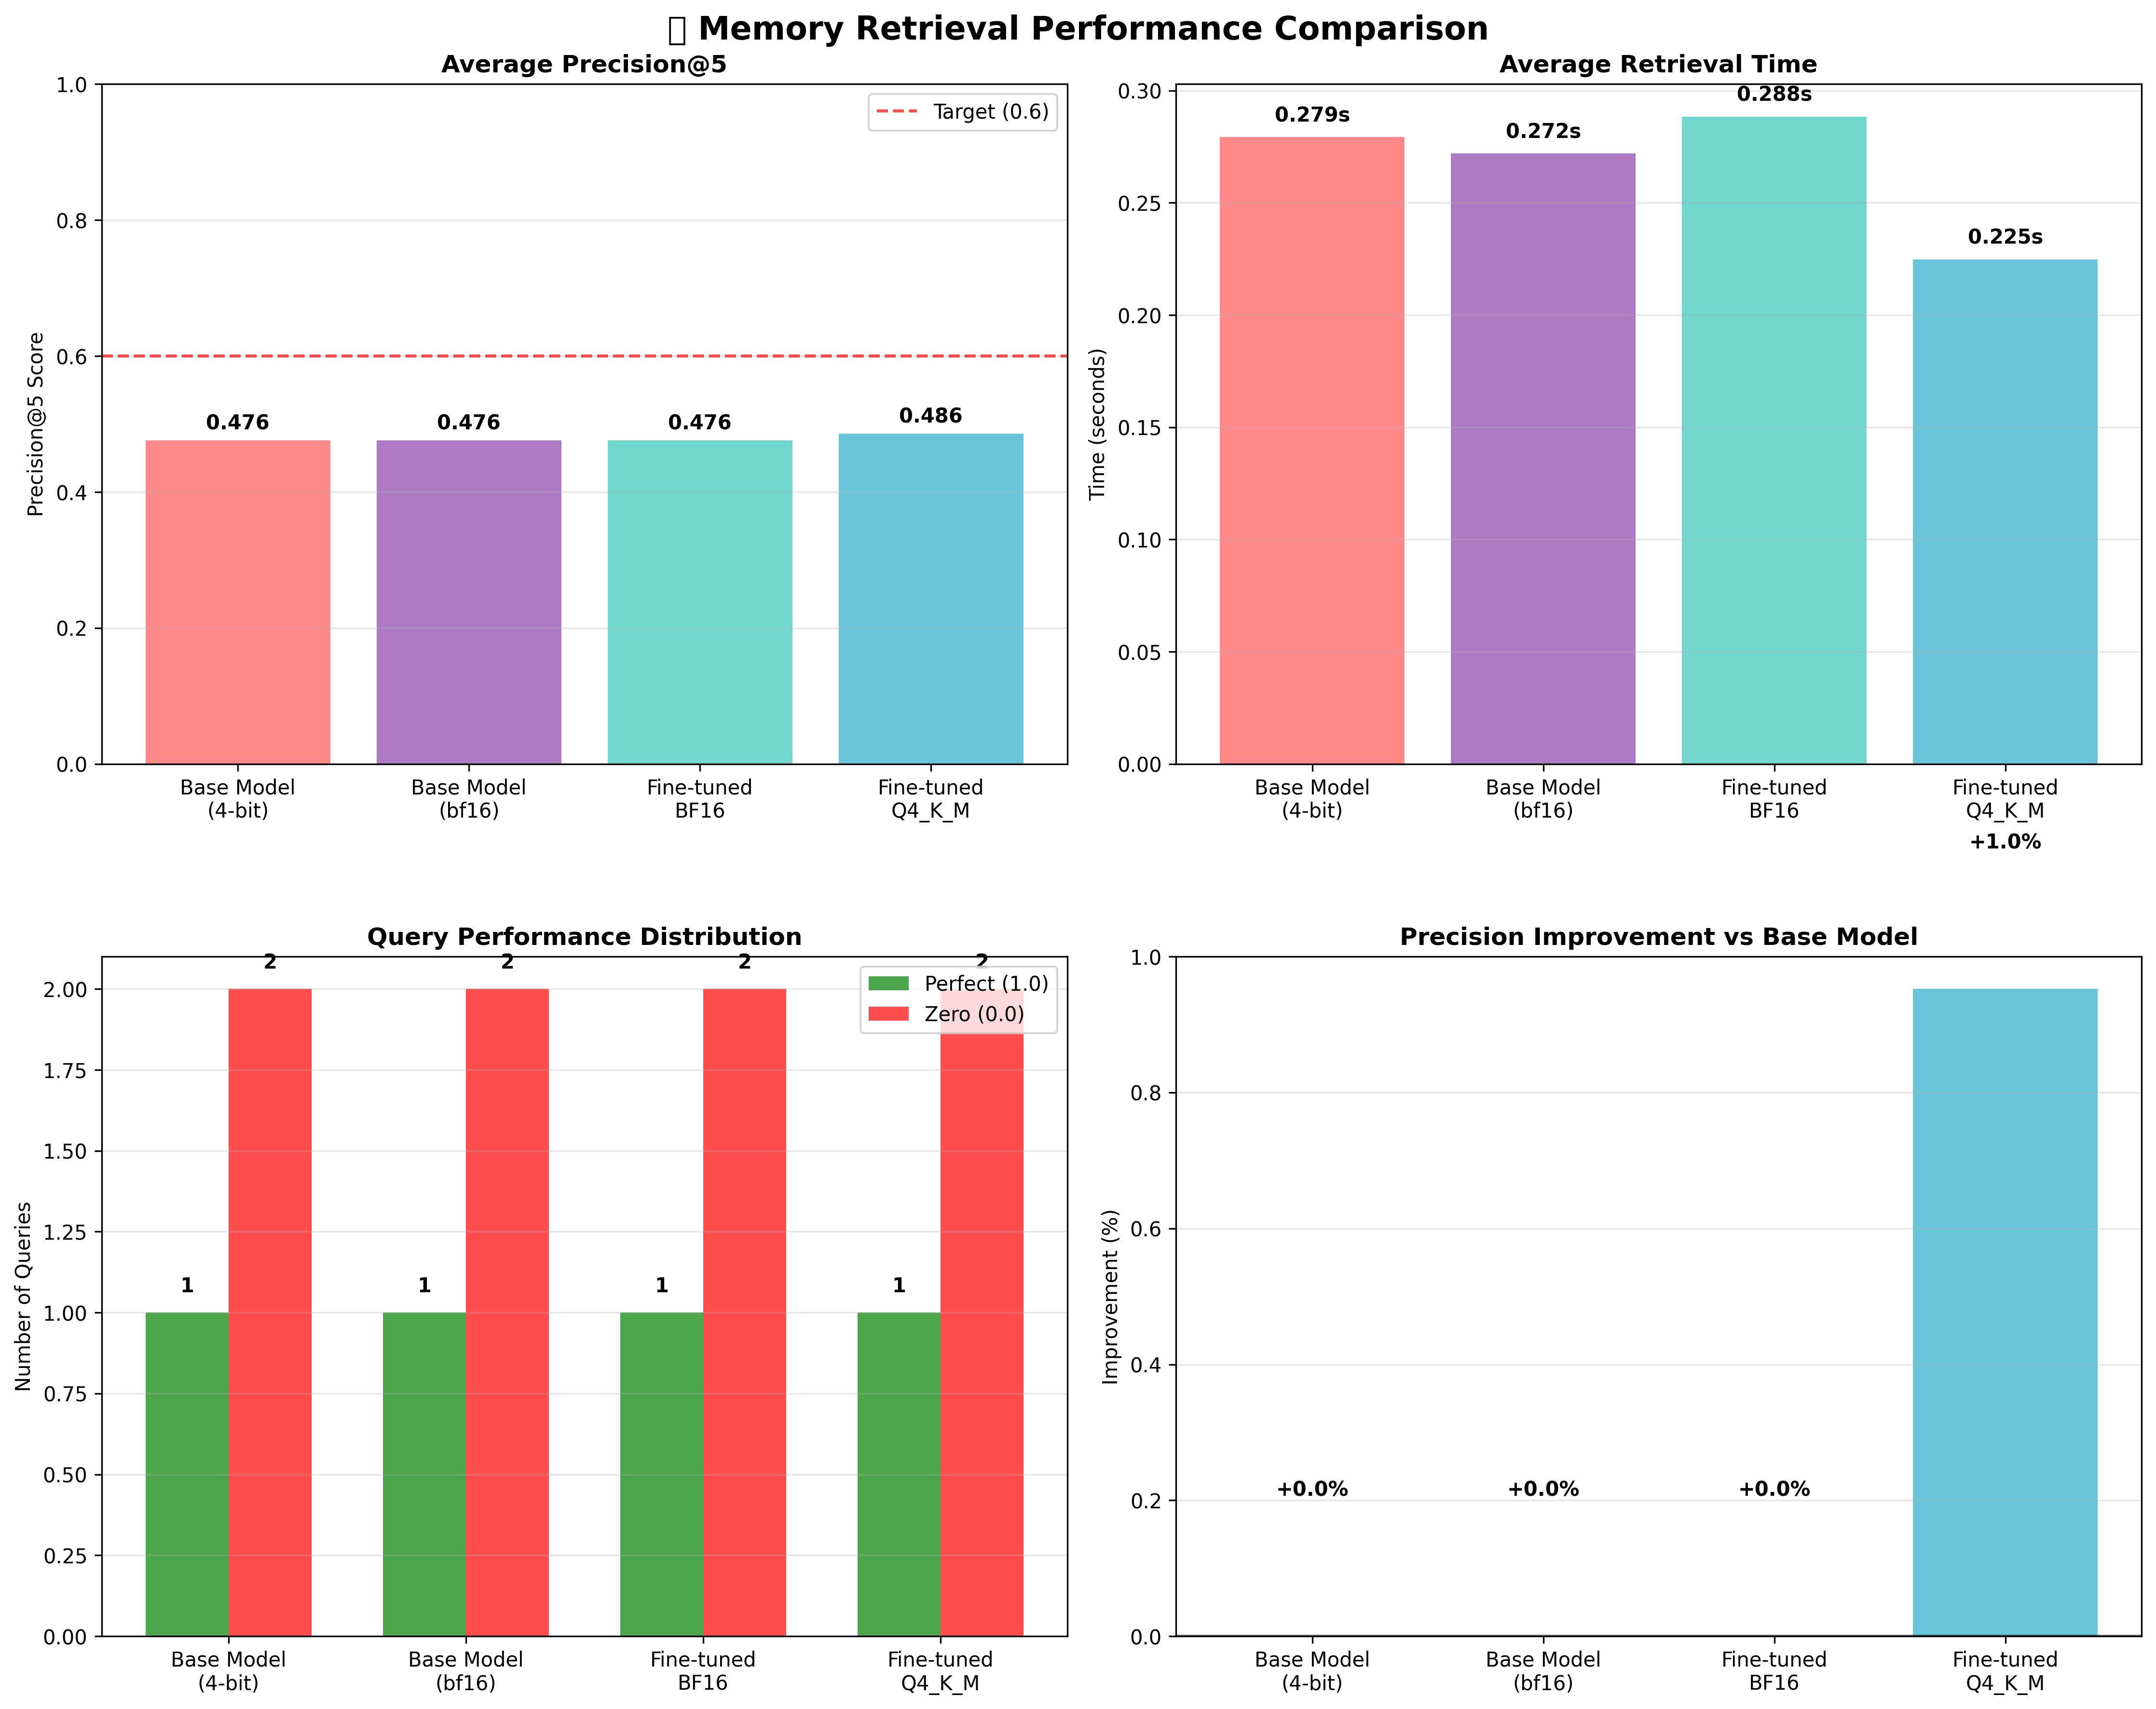 Memory Retrieval Performance Comparison
Average Precision@5
1.0
0.8
0.6
0.4
0.2
0.0
Precision@5 Score
Target (0.6)
0.476
0.476
0.476
0.486
Base Model
(4-bit)
Base Model
(bf16)
Fine-tuned
BF16
Fine-tuned
Q4_K_M
Average Retrieval Time
0.30
0.25
0.20
0.15
0.10
0.05
0.00
Time (seconds)
0.279s
0.272s
0.288s
0.225s
Base Model
(4-bit)
Base Model
(bf16)
Fine-tuned
BF16
Fine-tuned
Q4_K_M
Query Performance Distribution
2.00
1.75
1.50
1.25
1.00
0.75
0.50
0.25
0.00
Number of Queries
2
2
2
2
Perfect (1.0)
Zero (0.0)
1
1
1
1
Base Model
(4-bit)
Base Model
(bf16)
Fine-tuned
BF16
Fine-tuned
Q4_K_M
+1.0%
Precision Improvement vs Base Model
1.0
0.8
0.6
0.4
0.2
0.0
Improvement (%)
+0.0%
+0.0%
+0.0%
Base Model
(4-bit)
Base Model
(bf16)
Fine-tuned
BF16
Fine-tuned
Q4_K_M